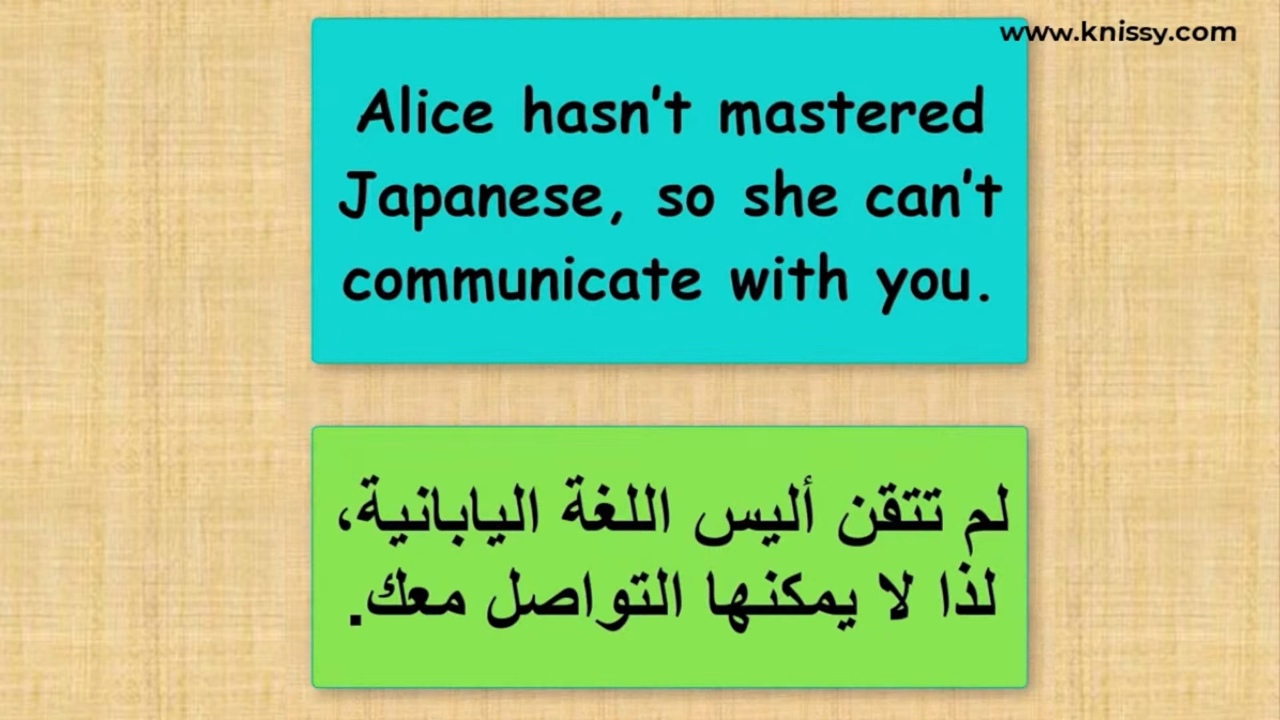 www.knissy.com
Alice hasn't mastered
Japanese, so she can't
communicate with you.
لم تتقن أليس اللغة اليابانية،
لذا لا يمكنها التواصل معك.